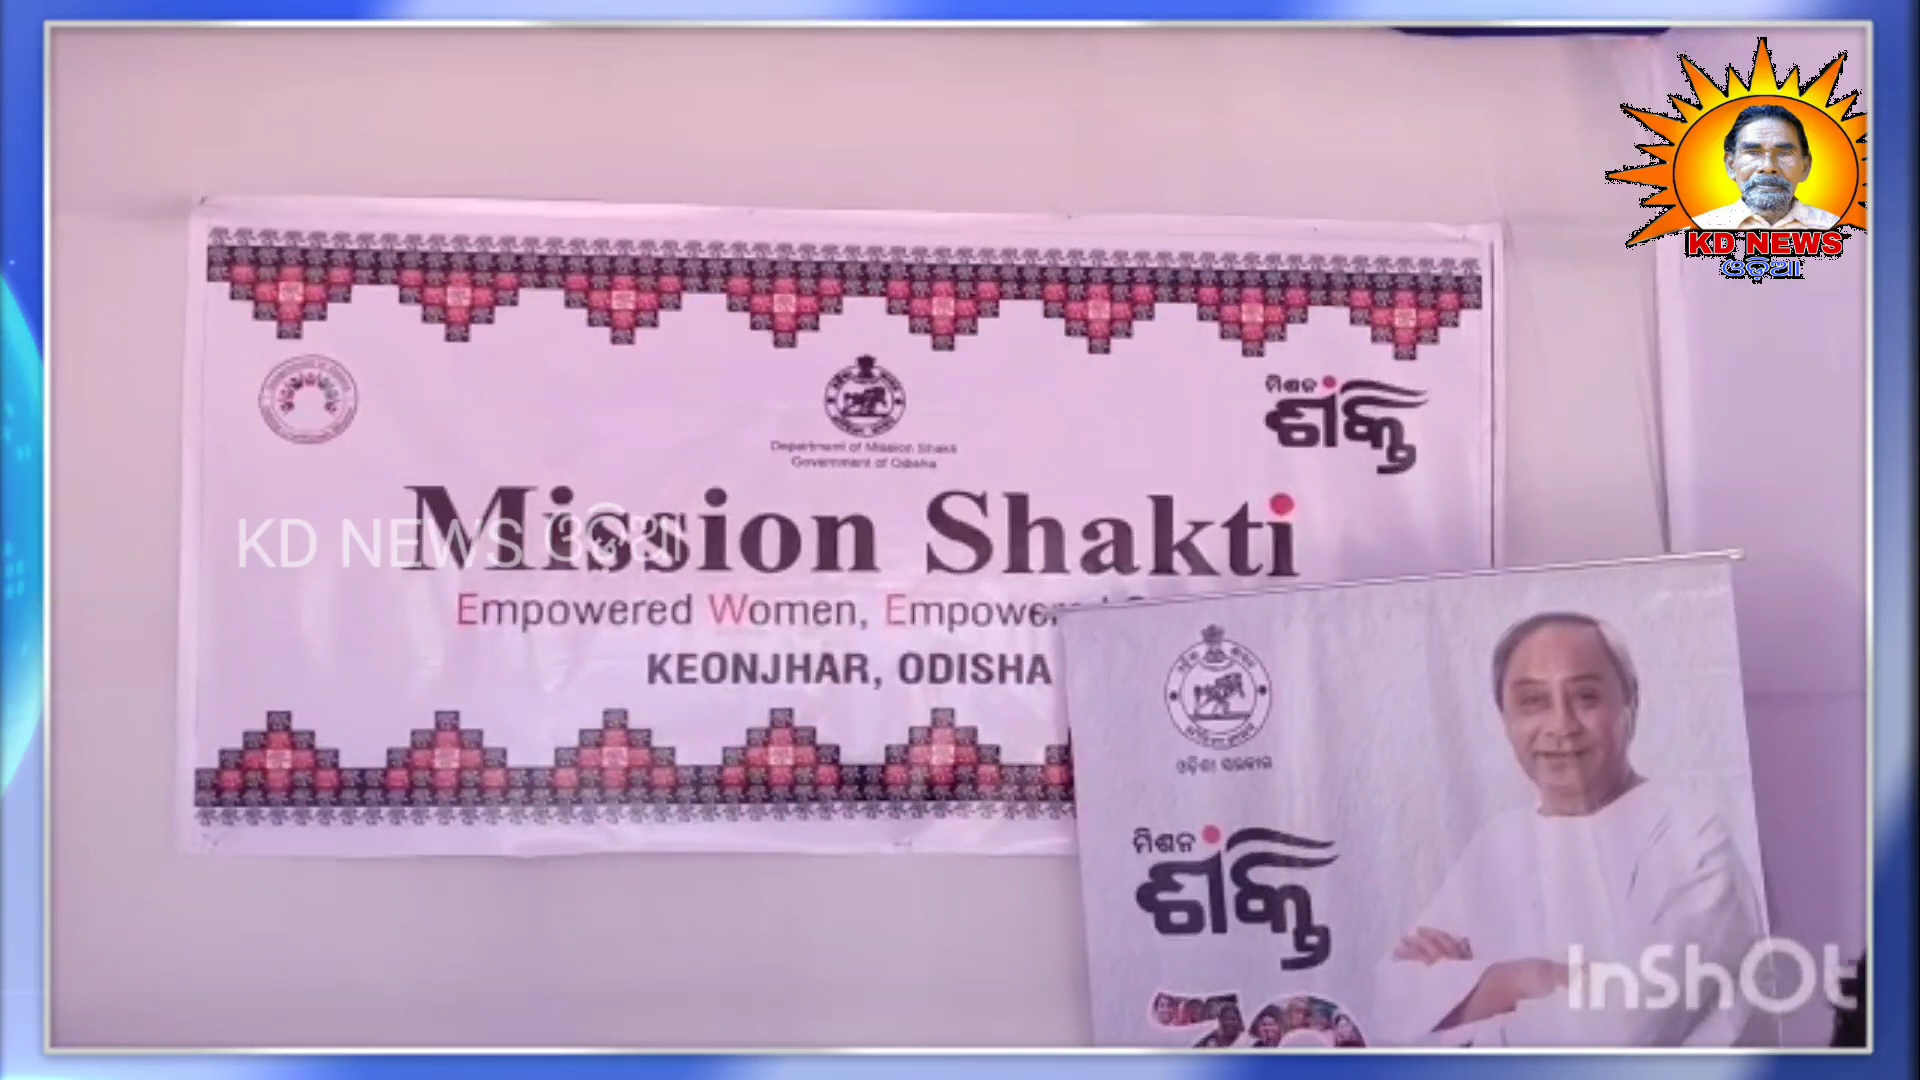 KD NEWS
ଓଡ଼ିଆ
ମିଶନ
ଶକ୍ତି
Department of Mission Shakti
Government of Odisha
Mission Shakti
KD NEWS ଓଡ଼ିଆ
Empowered Women,
KEONJHAR, ODISHA
ଓଡ଼ିଶା ସରକାର
ମିଶନ
ଶକ୍ତି
InShOt